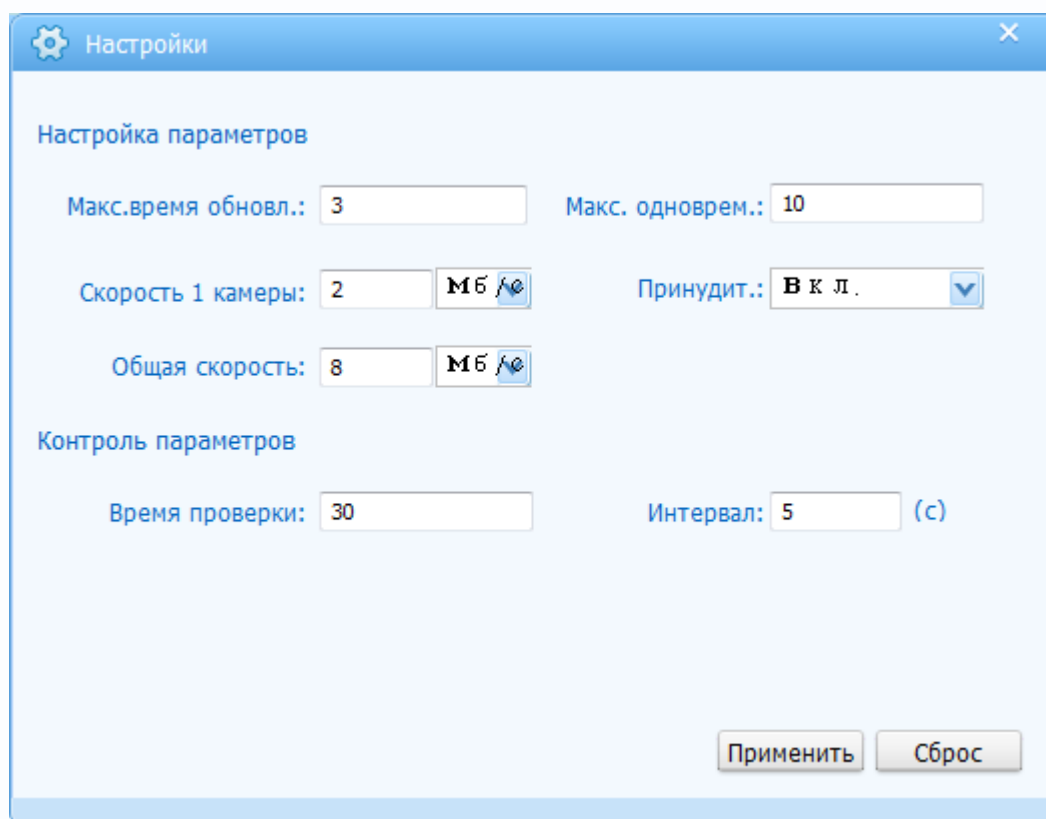 Настройки
Настройка параметров
Макс.время обновл.: 3 Макс. одноврем.: 10
Скорость 1 камеры: 2 Мб/с Принудит.: Вкл.
Общая скорость: 8 Мб/с
Контроль параметров
Время проверки: 30 Интервал: 5 (с)
Применить Сброс